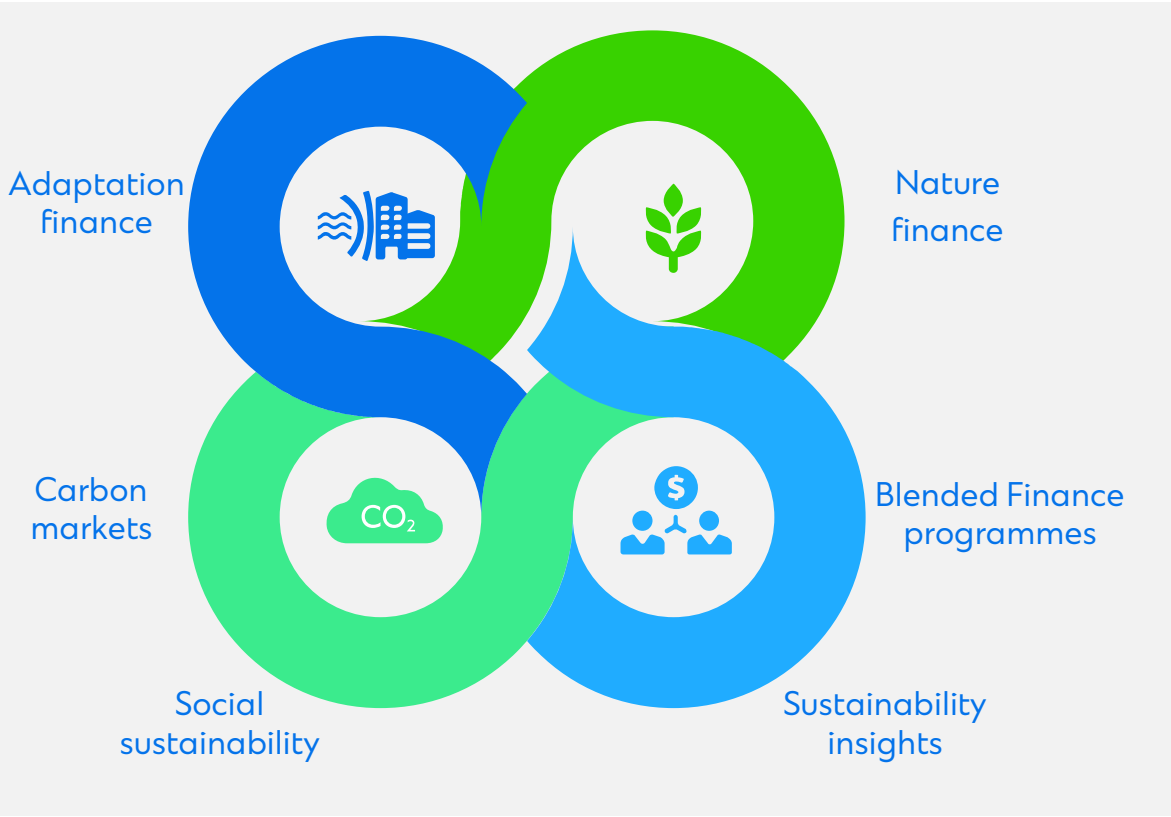 Adaptation
finance
Nature
finance
$
Carbon
markets
CO₂
Blended Finance
programmes
Social
sustainability
Sustainability
insights